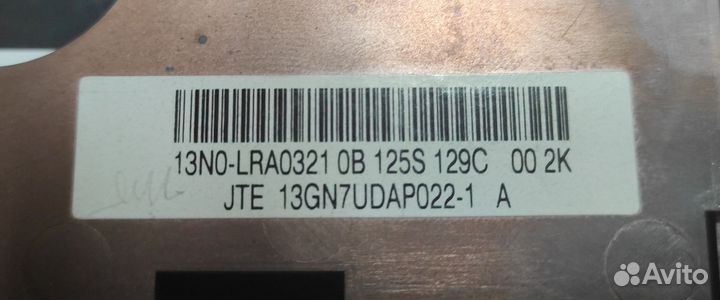 13N0-LRA0321 0B 125S 129C 00 2K
JTE 13GN7UDAP022-1 A
Avito